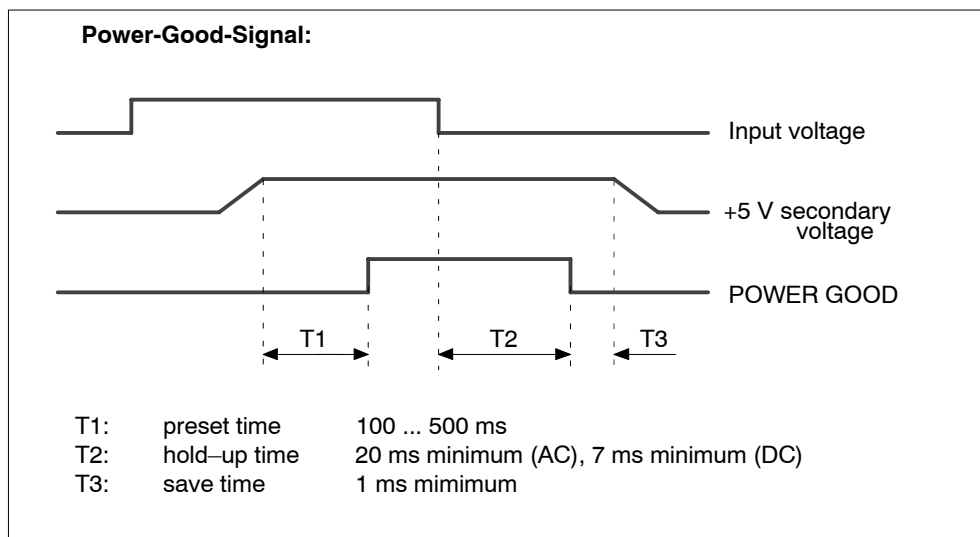 Power-Good-Signal:
Input voltage
+5 V secondary
voltage
POWER GOOD
T1 T2 T3
T1: preset time 100 ... 500 ms
T2: hold–up time 20 ms minimum (AC), 7 ms minimum (DC)
T3: save time 1 ms mimimum